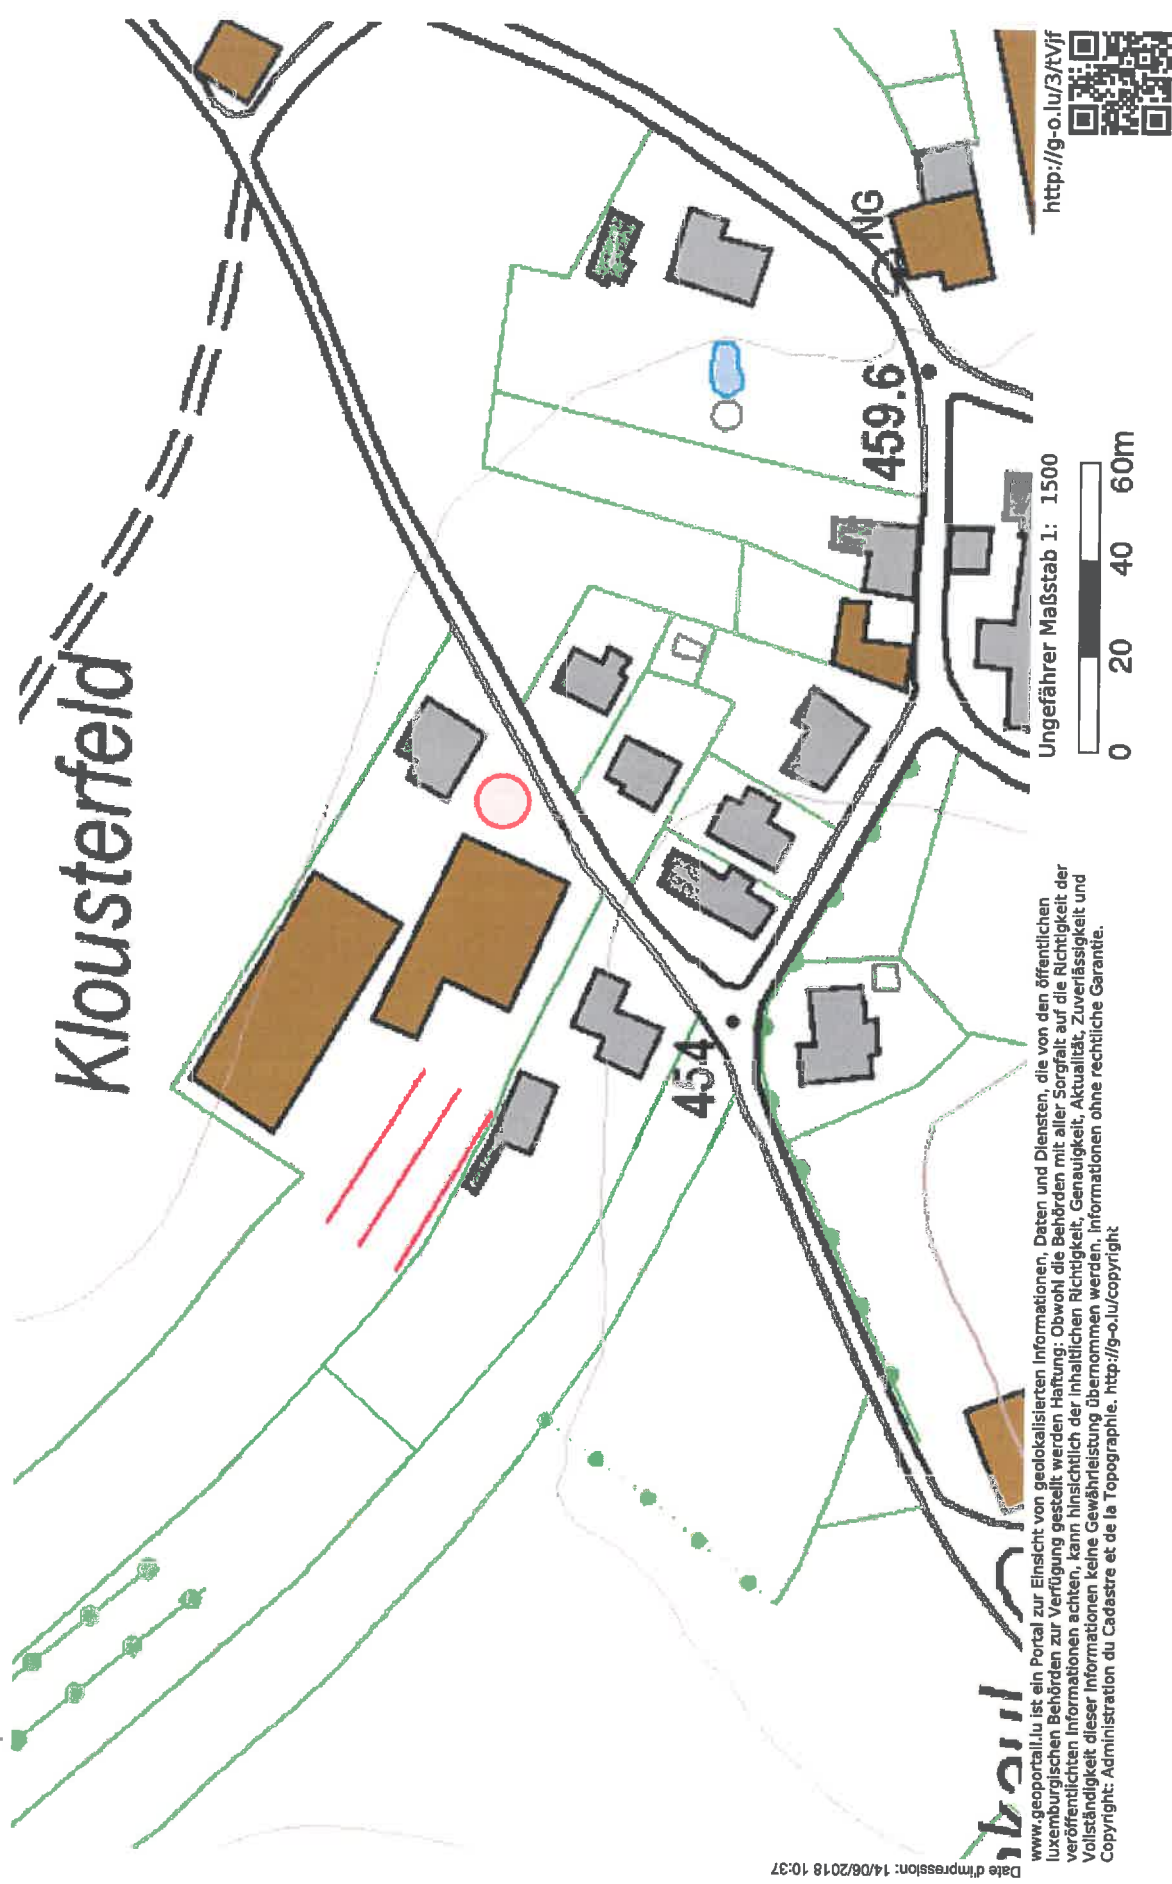 Klousterfeld
NG
459.6
454
http://g-o.lu/3/tVjf
Ungefährer Maßstab 1: 1500
0 20 40 60m
Date d'impression: 14/06/2018 10:37
www.geoportail.lu ist ein Portal zur Einsicht von geolokalisierten Informationen, Daten und Diensten, die von den öffentlichen
luxemburgischen Behörden zur Verfügung gestellt werden Haftung: Obwohl die Behörden mit aller Sorgfalt auf die Richtigkeit der
veröffentlichten Informationen achten, kann hinsichtlich der inhaltlichen Richtigkeit, Genauigkeit, Aktualität, Zuverlässigkeit und
Vollständigkeit dieser Informationen keine Gewährleistung übernommen werden. Informationen ohne rechtliche Garantie.
Copyright: Administration du Cadastre et de la Topographie. http://g-o.lu/copyright